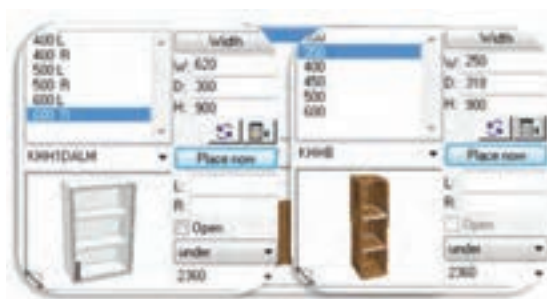 400 L
400 R
500 L
500 R
600 L
Width
W: 620
D: 300
H: 900
KHH1DALM
Place now
L:
R:
Open
under
2360
400
450
500
600
Width
W: 250
D: 310
H: 900
KHHB
Place now
L:
R:
Open
under
2360